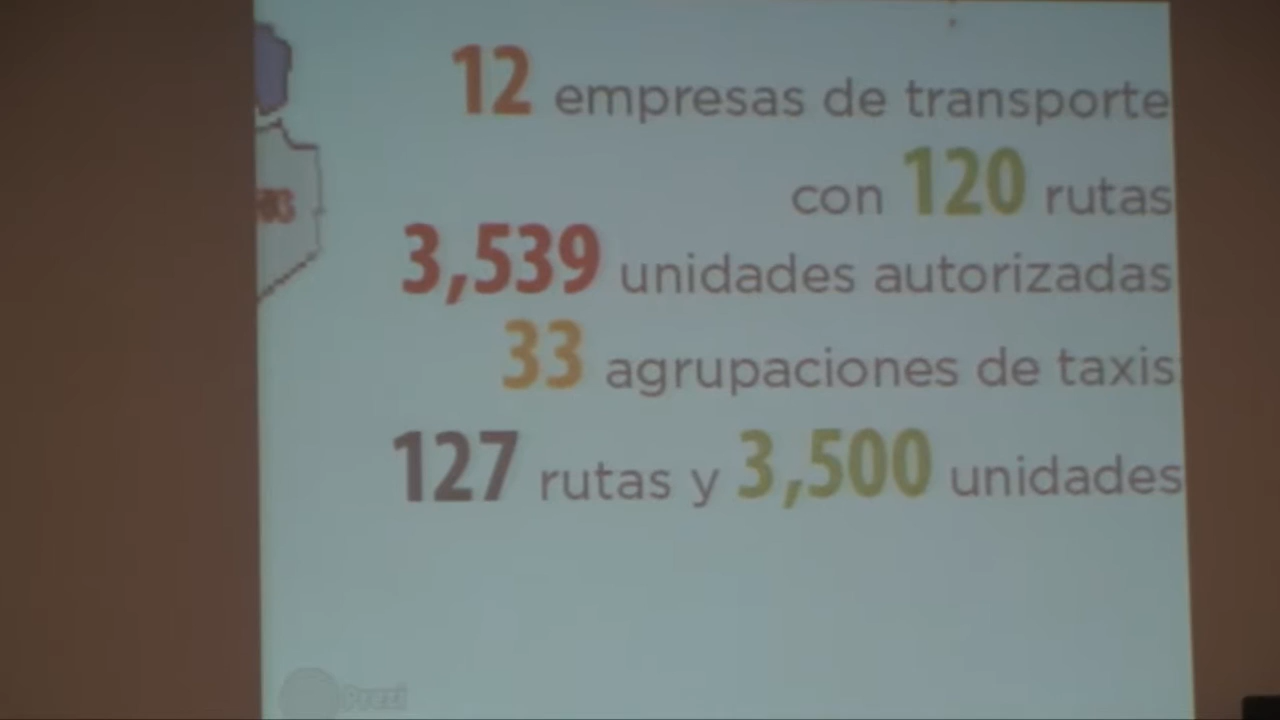 12 empresas de transporte
con 120 rutas
3,539 unidades autorizadas
33 agrupaciones de taxis
127 rutas y 3,500 unidades
Prezi